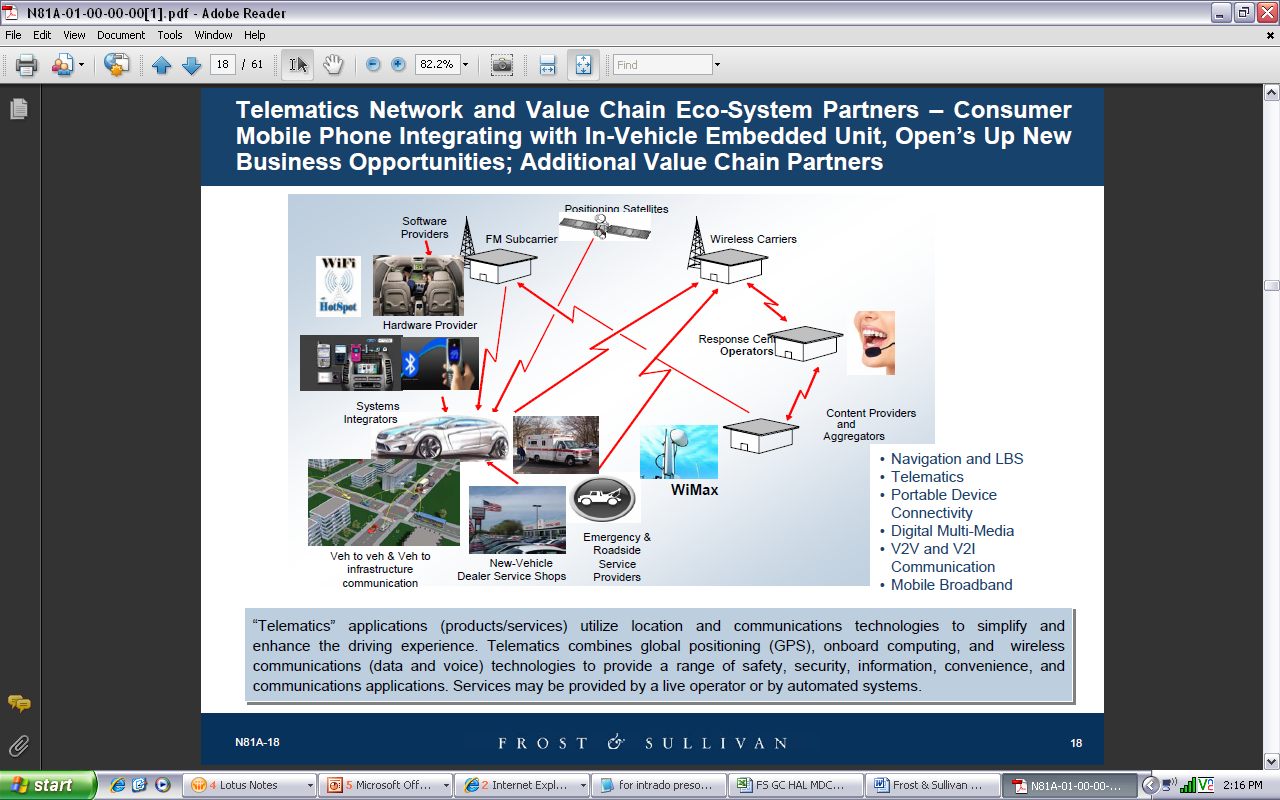 N81A-01-00-00-00[1].pdf - Adobe Reader
File Edit View Document Tools Window Help
18 / 61 82.2% Find
Telematics Network and Value Chain Eco-System Partners – Consumer
Mobile Phone Integrating with In-Vehicle Embedded Unit, Open's Up New
Business Opportunities; Additional Value Chain Partners
Positioning Satellites
Software
Providers
FM Subcarrier
Wireless Carriers
WiFi
HotSpot
Hardware Provider
Response Cen
Operators
Systems
Integrators
Content Providers
and
Aggregators
WiMax
Veh to veh & Veh to
infrastructure
communication
New-Vehicle
Dealer Service Shops
Emergency &
Roadside
Service
Providers
• Navigation and LBS
• Telematics
• Portable Device
Connectivity
• Digital Multi-Media
• V2V and V2I
Communication
• Mobile Broadband
“Telematics” applications (products/services) utilize location and communications technologies to simplify and
enhance the driving experience. Telematics combines global positioning (GPS), onboard computing, and wireless
communications (data and voice) technologies to provide a range of safety, security, information, convenience, and
communications applications. Services may be provided by a live operator or by automated systems.
N81A-18
FROST & SULLIVAN
18
start
4 Lotus Notes
5 Microsoft Off...
2 Internet Expl...
for intrado preso...
FS GC HAL MDC...
Frost & Sullivan ...
N81A-01-00-00-...
2:16 PM